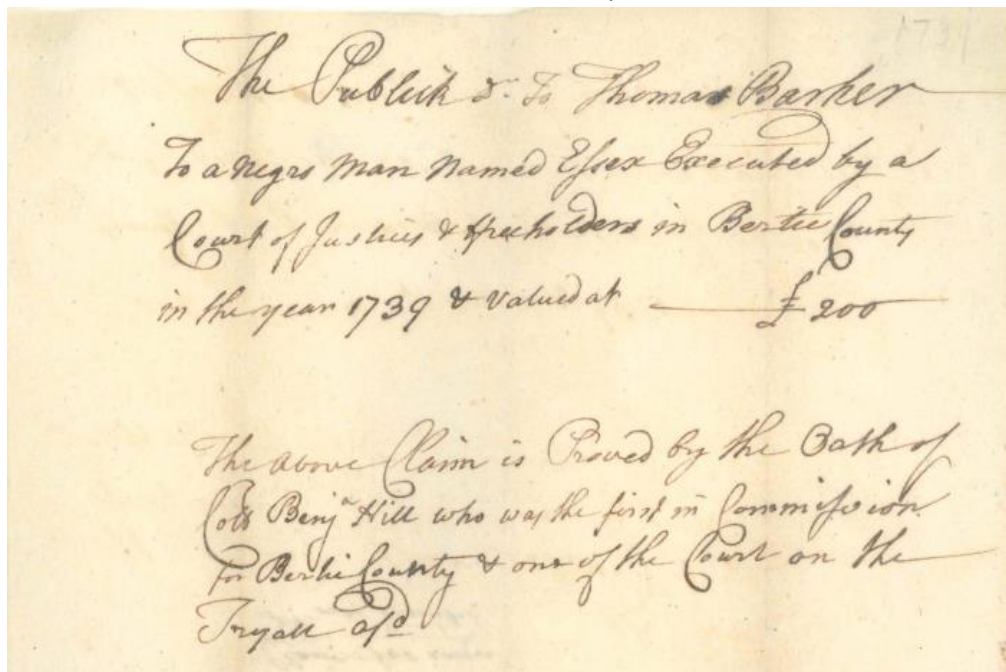 1739
The Publick Dr. To Thomas Barker
To a Negro Man Named Essex Executed by a
Court of Justices & freeholders in Bertie County
in the year 1739 & valued at £ 200
The above Claim is Proved by the Oath of
Coll Benja Hill who was the first in Commission
for Bertie County & one of the Court on the
Tryall afd